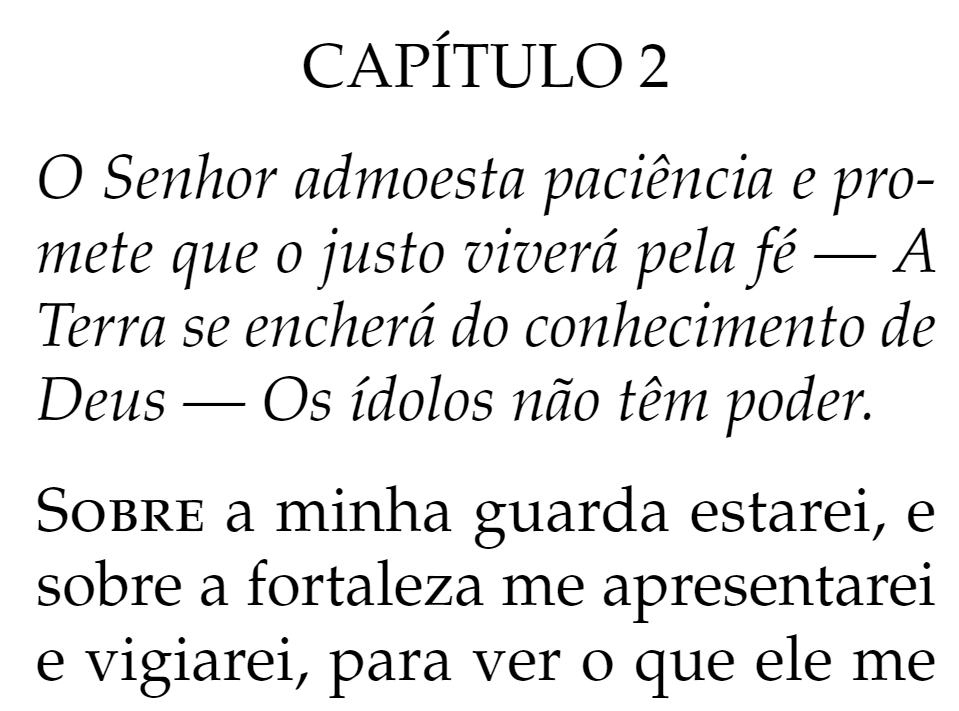 CAPÍTULO 2
O Senhor admoesta paciência e pro-
mete que o justo viverá pela fé — A
Terra se encherá do conhecimento de
Deus — Os ídolos não têm poder.
SOBRE a minha guarda estarei, e
sobre a fortaleza me apresentarei
e vigiarei, para ver o que ele me